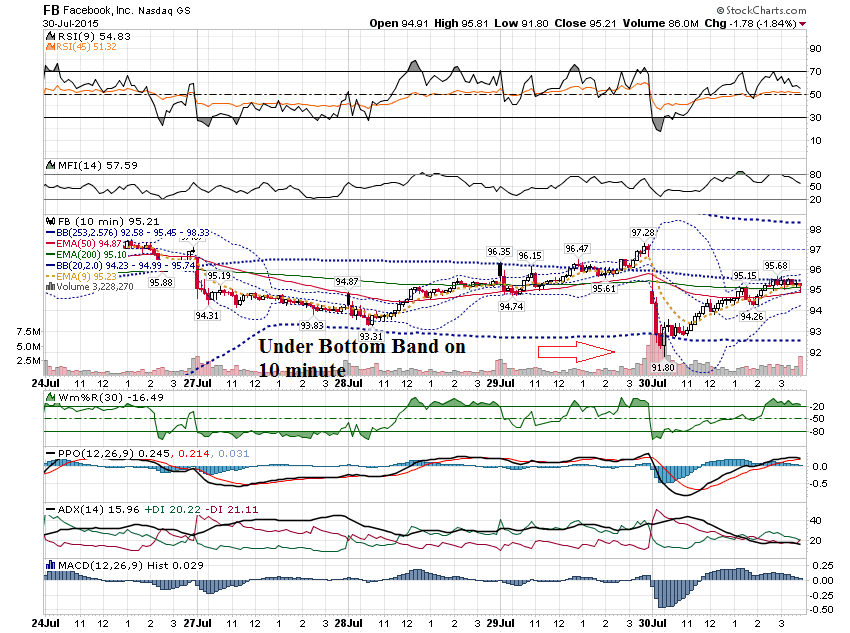 FB Facebook, Inc. Nasdaq GS
© StockCharts.com
30-Jul-2015
Open 94.91 High 95.81 Low 91.80 Close 95.21 Volume 86.0M Chg -1.78 (-1.84%)
RSI(9) 54.83
RSI(45) 51.32
90
70
50
30
10
MFI(14) 57.59
80
50
20
FB (10 min) 95.21
BB(253,2.576) 92.58 - 95.45 - 98.33
EMA(50) 94.87
EMA(200) 95.10
BB(20,2.0) 94.23 - 94.99 - 95.74
EMA(9) 95.23
Volume 3,228,270
98
97
96
95
94
93
92
7.5M
5.0M
2.5M
95.88
95.19
94.31
93.83
94.87
93.31
96.35
94.74
96.15
96.47
95.61
97.28
91.80
95.15
94.26
95.68
Under Bottom Band on
10 minute
24Jul 11 12 1 2 3 27Jul 11 12 1 2 3 28Jul 11 12 1 2 3 29Jul 11 12 1 2 3 30Jul 11 12 1 2 3
Wm%R(30) -16.49
-20
-50
-80
PPO(12,26,9) 0.245, 0.214, 0.031
0.0
-0.5
ADX(14) 15.96 +DI 20.22 -DI 21.11
40
20
MACD(12,26,9) Hist 0.029
0.25
0.00
-0.25
-0.50
24Jul 11 12 1 2 3 27Jul 11 12 1 2 3 28Jul 11 12 1 2 3 29Jul 11 12 1 2 3 30Jul 11 12 1 2 3